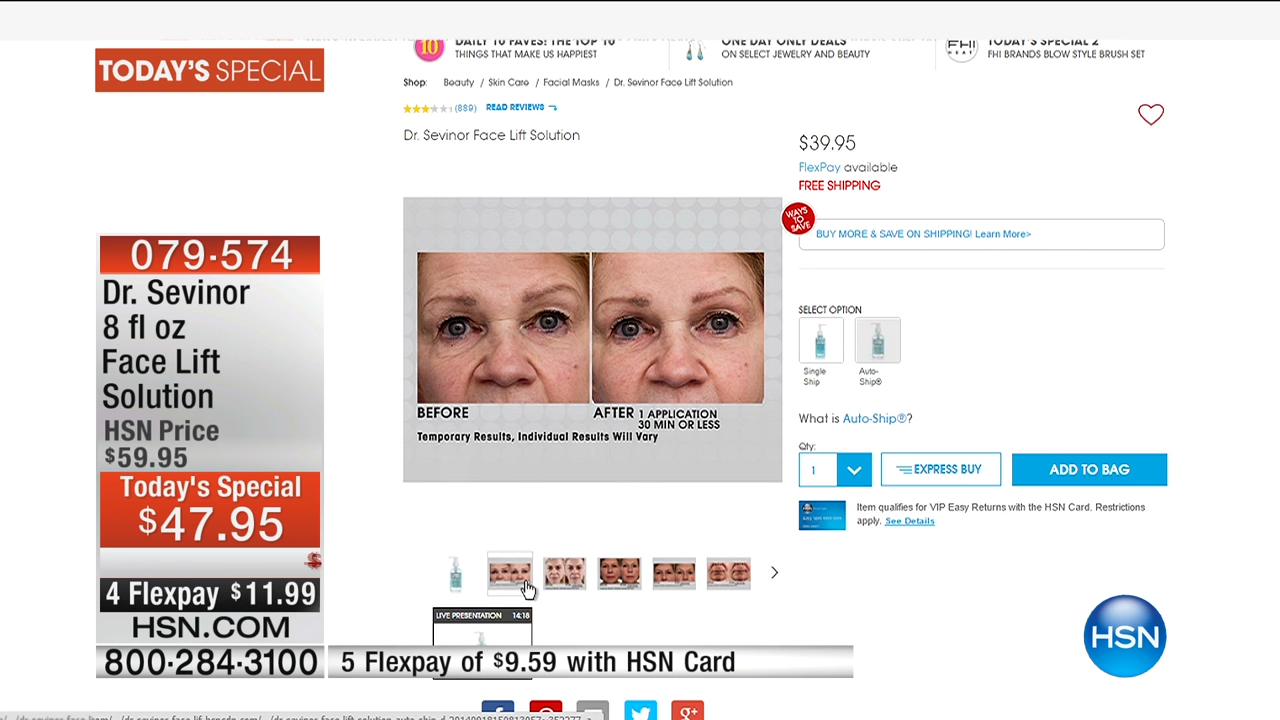 10
DAILY 10 FAVES! THE TOP 10
THINGS THAT MAKE US HAPPIEST
ONE DAY ONLY DEALS
ON SELECT JEWELRY AND BEAUTY
FHI
TODAY'S SPECIAL 2
FHI BRANDS BLOW STYLE BRUSH SET
TODAY'S SPECIAL
Shop: Beauty / Skin Care / Facial Masks / Dr. Sevinor Face Lift Solution
(889) READ REVIEWS
Dr. Sevinor Face Lift Solution
$39.95
FlexPay available
FREE SHIPPING
WAYS
TO
SAVE
BUY MORE & SAVE ON SHIPPING! Learn More>
079-574
Dr. Sevinor
8 fl oz
Face Lift
Solution
HSN Price
$59.95
Today's Special
$47.95
4 Flexpay $11.99
HSN.COM
800-284-3100
BEFORE
AFTER 1 APPLICATION
30 MIN OR LESS
Temporary Results, Individual Results Will Vary
SELECT OPTION
Single
Ship
Auto-
Ship®
What is Auto-Ship®?
Qty:
1
EXPRESS BUY
ADD TO BAG
Item qualifies for VIP Easy Returns with the HSN Card. Restrictions
apply. See Details
LIVE PRESENTATION 14:18
HSN
5 Flexpay of $9.59 with HSN Card
g+